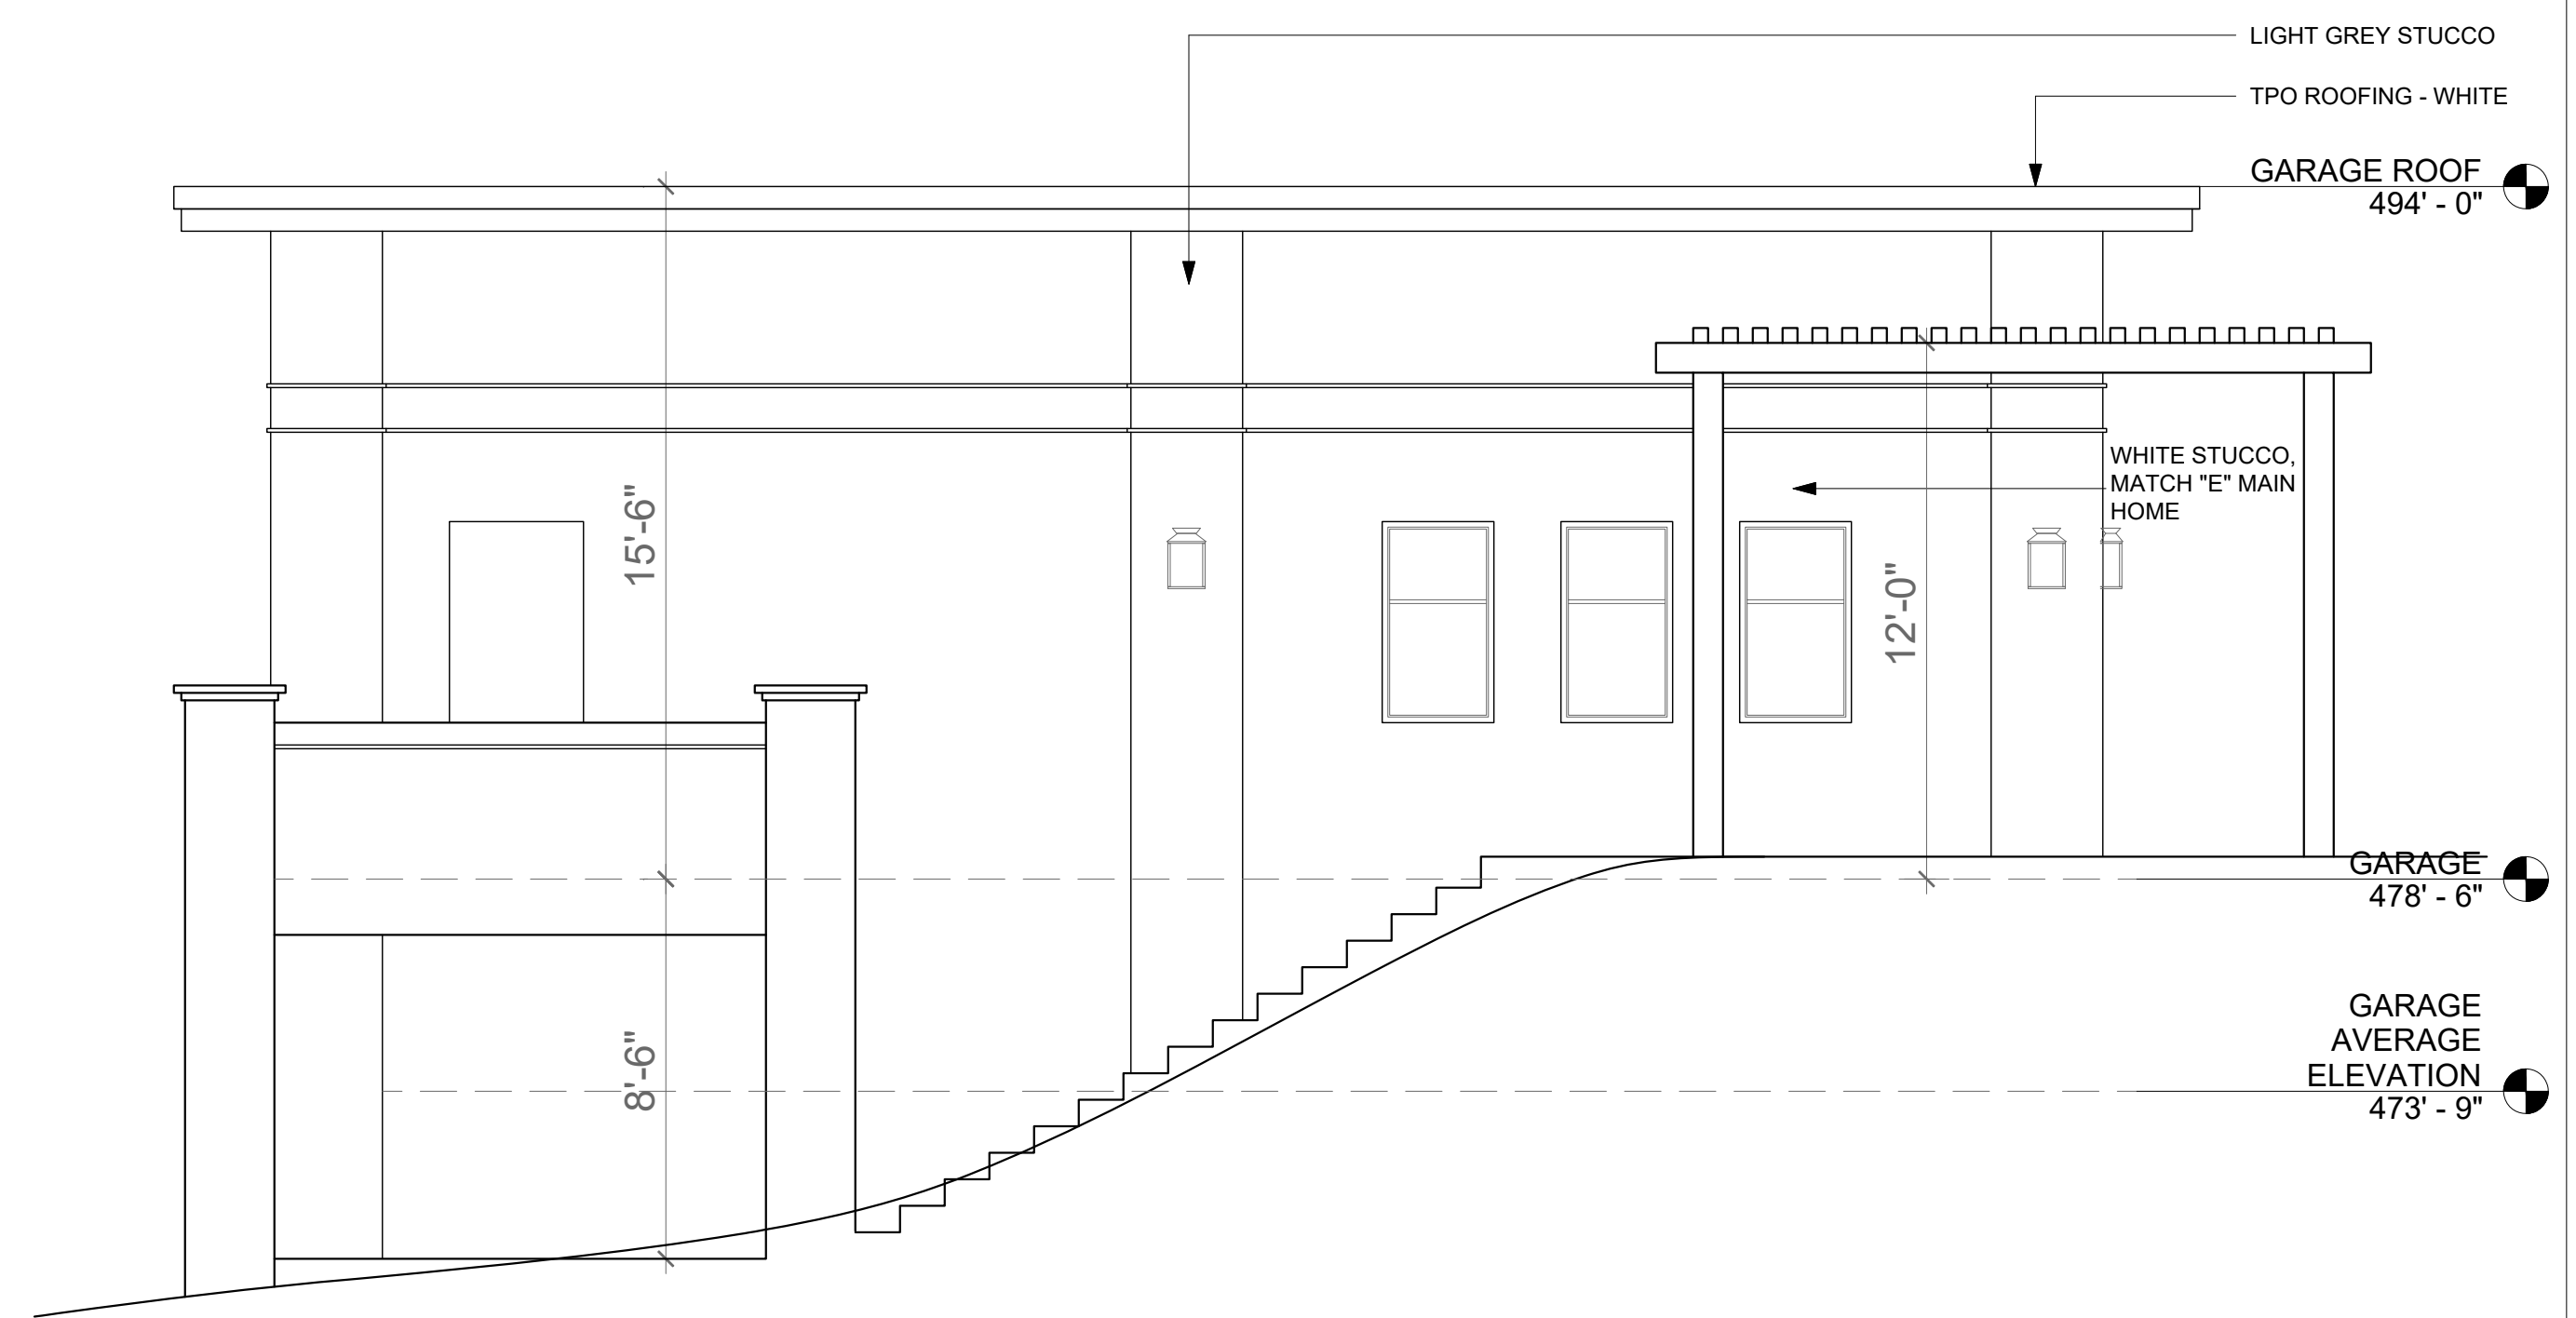 LIGHT GREY STUCCO
TPO ROOFING - WHITE
GARAGE ROOF
494' - 0"
WHITE STUCCO,
MATCH "E" MAIN
HOME
15'-6"
12'-0"
GARAGE
478' - 6"
8'-6"
GARAGE
AVERAGE
ELEVATION
473' - 9"